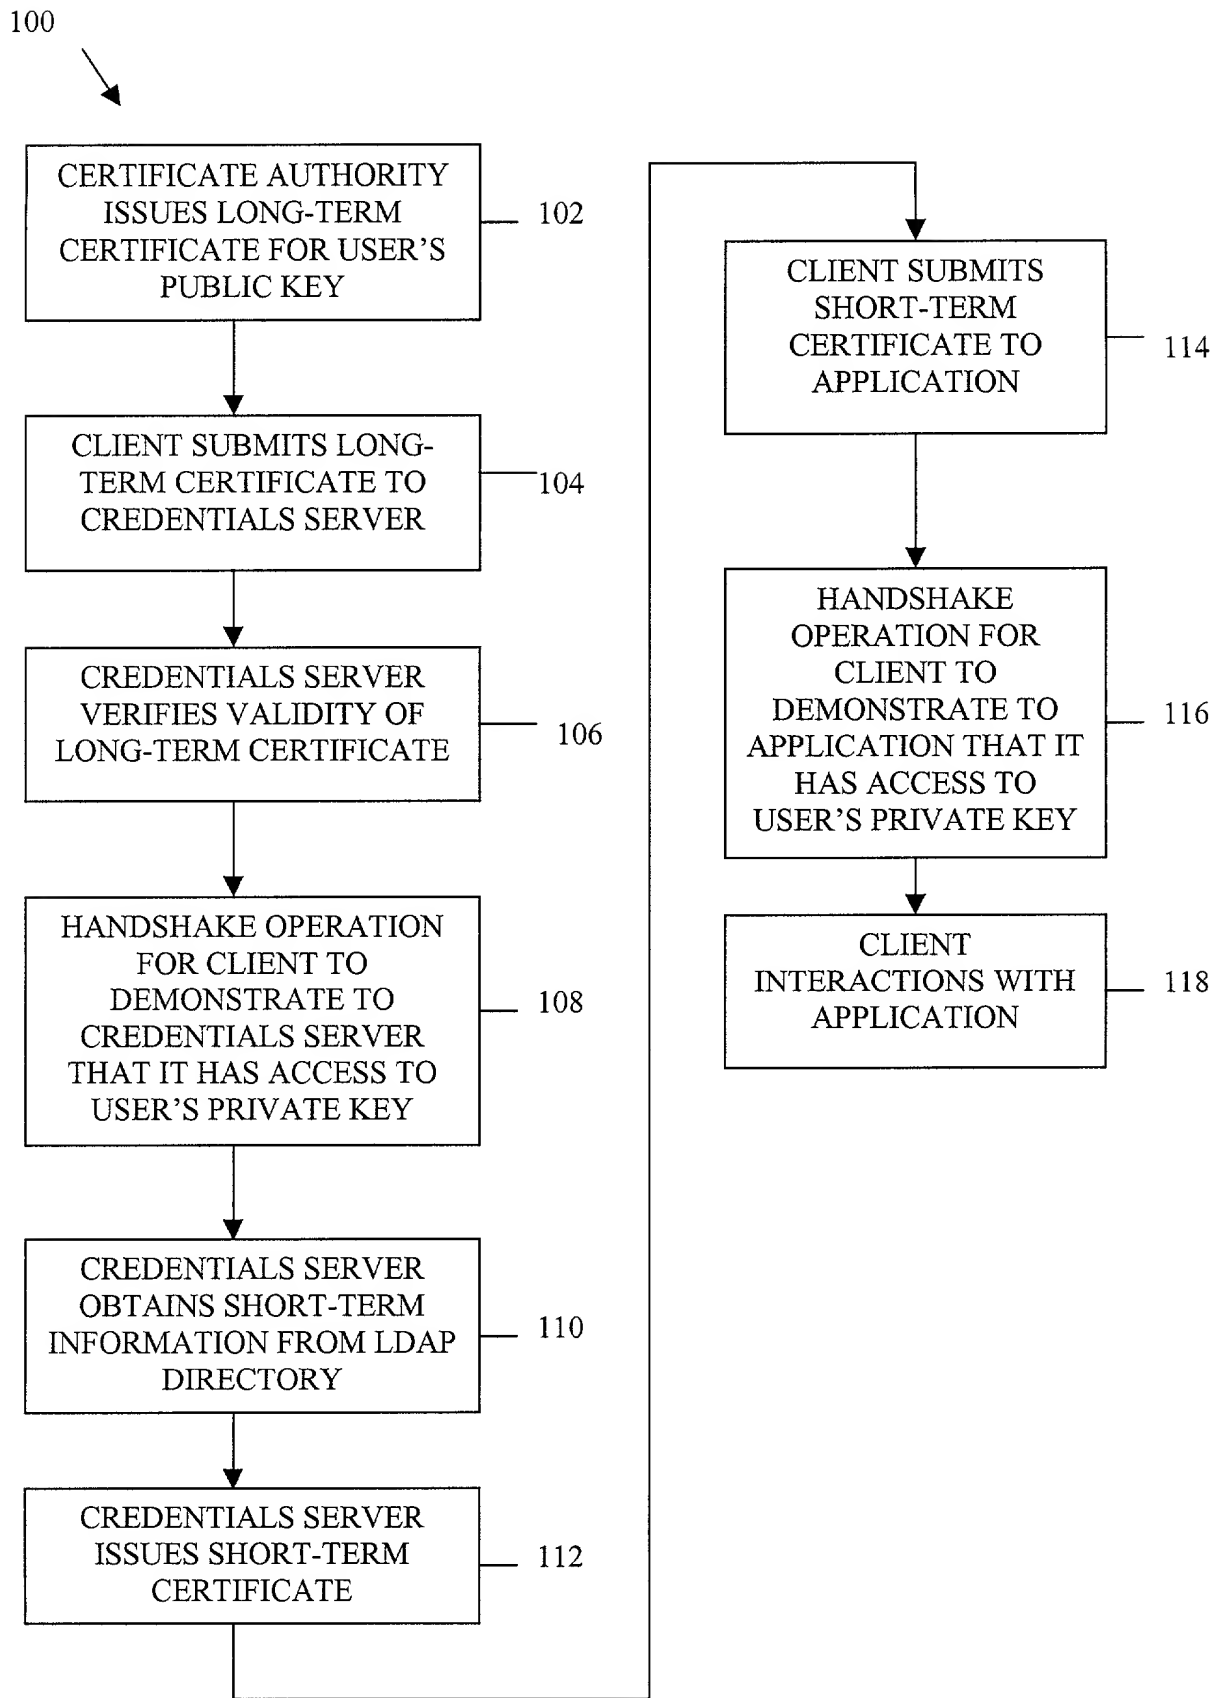 100
CERTIFICATE AUTHORITY
ISSUES LONG-TERM
CERTIFICATE FOR USER'S
PUBLIC KEY
102
CLIENT SUBMITS LONG-
TERM CERTIFICATE TO
CREDENTIALS SERVER
104
CREDENTIALS SERVER
VERIFIES VALIDITY OF
LONG-TERM CERTIFICATE
106
HANDSHAKE OPERATION
FOR CLIENT TO
DEMONSTRATE TO
CREDENTIALS SERVER
THAT IT HAS ACCESS TO
USER'S PRIVATE KEY
108
CREDENTIALS SERVER
OBTAINS SHORT-TERM
INFORMATION FROM LDAP
DIRECTORY
110
CREDENTIALS SERVER
ISSUES SHORT-TERM
CERTIFICATE
112
CLIENT SUBMITS
SHORT-TERM
CERTIFICATE TO
APPLICATION
114
HANDSHAKE
OPERATION FOR
CLIENT TO
DEMONSTRATE TO
APPLICATION THAT IT
HAS ACCESS TO
USER'S PRIVATE KEY
116
CLIENT
INTERACTIONS WITH
APPLICATION
118